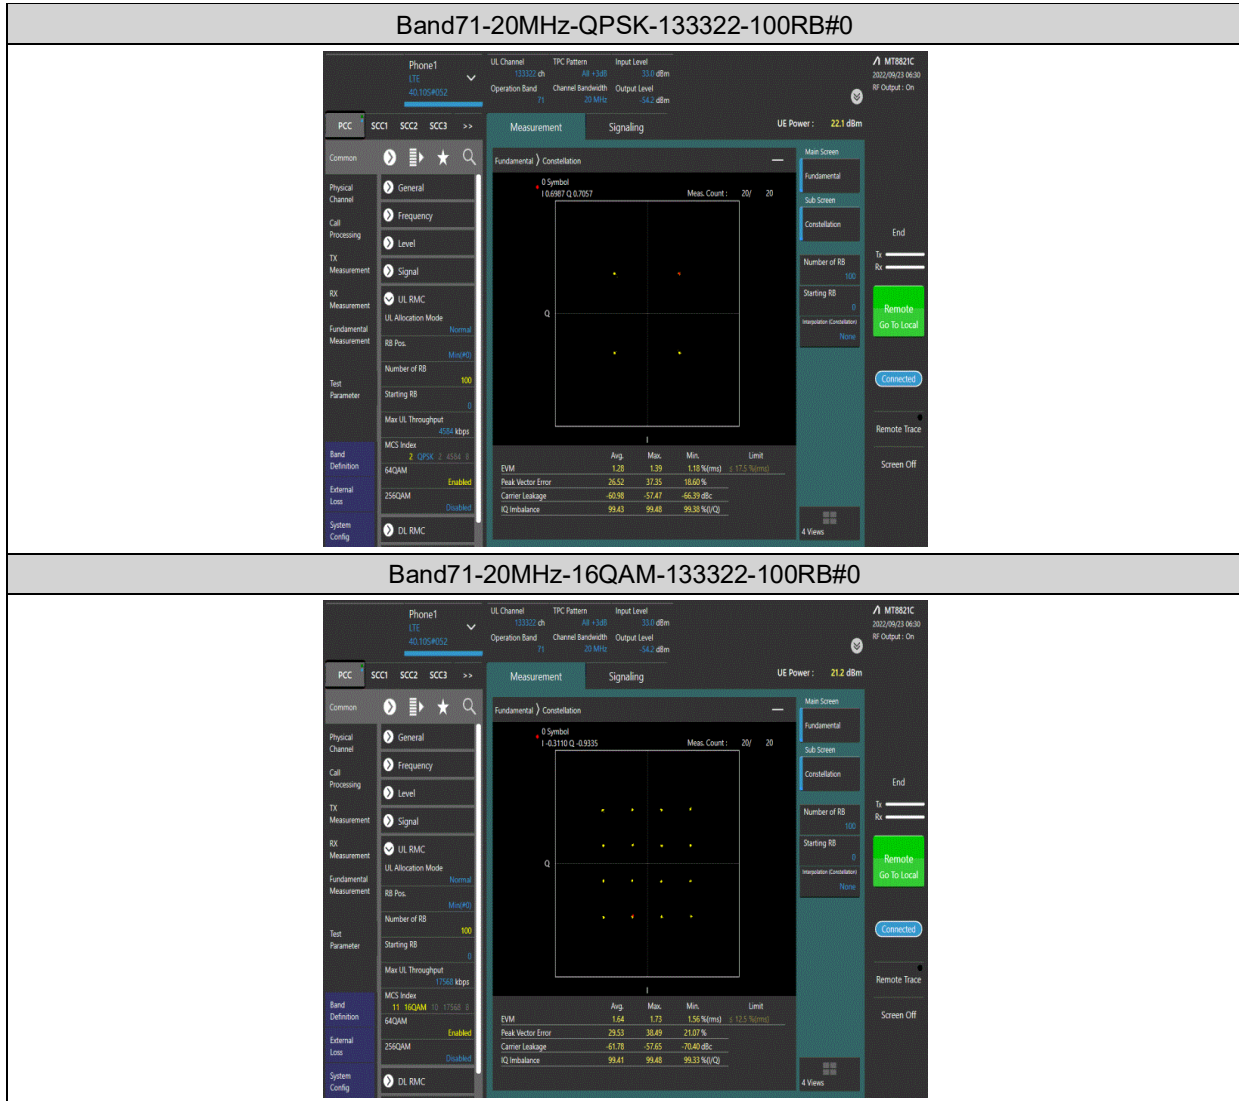 Band71-20MHz-QPSK-133322-100RB#0
Phone1
LTE
40.105#052
UL Channel TPC Pattern Input Level
133322 ch All +3dB 33.0 dBm
Operation Band Channel Bandwidth Output Level
71 20 MHz -54.2 dBm
MT8821C
2022/09/23 06:30
RF Output : On
PCC SCC1 SCC2 SCC3 >>
Measurement Signaling
UE Power : 22.1 dBm
Common
Physical Channel
Call Processing
TX Measurement
RX Measurement
Fundamental Measurement
Test Parameter
Band Definition
External Loss
System Config
General
Frequency
Level
Signal
UL RMC
UL Allocation Mode
Normal
RB Pos.
Min(#0)
Number of RB
100
Starting RB
0
Max UL Throughput
4584 kbps
MCS Index
2 QPSK 2 4584 8
64QAM
Enabled
256QAM
Disabled
DL RMC
Fundamental Constellation
0 Symbol
I 0.6987 Q 0.7057
Meas. Count : 20/ 20
Q
I
Avg. Max. Min. Limit
EVM 1.28 1.39 1.18 %(rms) ≤ 17.5 %(rms)
Peak Vector Error 26.52 37.35 18.60 %
Carrier Leakage -60.98 -57.47 -66.39 dBc
IQ Imbalance 99.43 99.48 99.38 %(I/Q)
Main Screen
Fundamental
Sub Screen
Constellation
Number of RB
100
Starting RB
0
Interpolation (Constellation)
None
4 Views
End
Tx
Rx
Remote
Go To Local
Connected
Remote Trace
Screen Off
Band71-20MHz-16QAM-133322-100RB#0
Phone1
LTE
40.105#052
UL Channel TPC Pattern Input Level
133322 ch All +3dB 33.0 dBm
Operation Band Channel Bandwidth Output Level
71 20 MHz -54.2 dBm
MT8821C
2022/09/23 06:30
RF Output : On
PCC SCC1 SCC2 SCC3 >>
Measurement Signaling
UE Power : 21.2 dBm
Common
Physical Channel
Call Processing
TX Measurement
RX Measurement
Fundamental Measurement
Test Parameter
Band Definition
External Loss
System Config
General
Frequency
Level
Signal
UL RMC
UL Allocation Mode
Normal
RB Pos.
Min(#0)
Number of RB
100
Starting RB
0
Max UL Throughput
17568 kbps
MCS Index
11 16QAM 10 17568 8
64QAM
Enabled
256QAM
Disabled
DL RMC
Fundamental Constellation
0 Symbol
I -0.3110 Q -0.9335
Meas. Count : 20/ 20
Q
I
Avg. Max. Min. Limit
EVM 1.64 1.73 1.56 %(rms) ≤ 12.5 %(rms)
Peak Vector Error 29.53 38.49 21.07 %
Carrier Leakage -61.78 -57.65 -70.40 dBc
IQ Imbalance 99.41 99.48 99.33 %(I/Q)
Main Screen
Fundamental
Sub Screen
Constellation
Number of RB
100
Starting RB
0
Interpolation (Constellation)
None
4 Views
End
Tx
Rx
Remote
Go To Local
Connected
Remote Trace
Screen Off